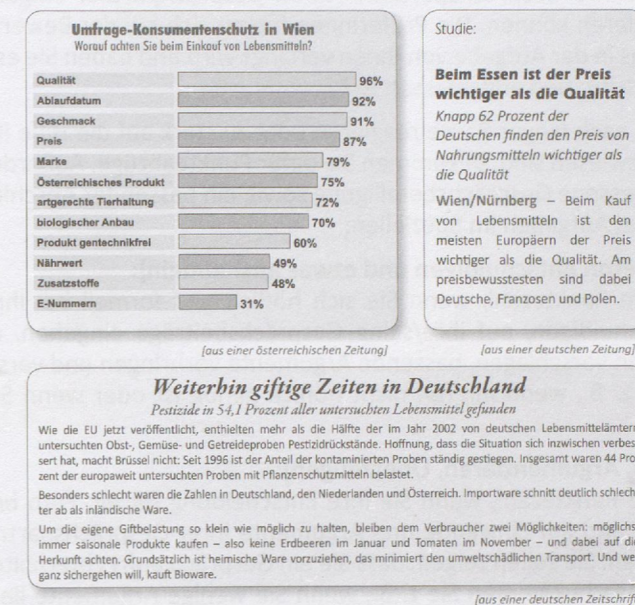 Umfrage-Konsumentenschutz in Wien
Worauf achten Sie beim Einkauf von Lebensmitteln?
Qualität 96%
Ablaufdatum 92%
Geschmack 91%
Preis 87%
Marke 79%
Österreichisches Produkt 75%
artgerechte Tierhaltung 72%
biologischer Anbau 70%
Produkt gentechnikfrei 60%
Nährwert 49%
Zusatzstoffe 48%
E-Nummern 31%
[aus einer österreichischen Zeitung]
Studie:
Beim Essen ist der Preis
wichtiger als die Qualität
Knapp 62 Prozent der
Deutschen finden den Preis von
Nahrungsmitteln wichtiger als
die Qualität
Wien/Nürnberg – Beim Kauf
von Lebensmitteln ist den
meisten Europäern der Preis
wichtiger als die Qualität. Am
preisbewusstesten sind dabei
Deutsche, Franzosen und Polen.
[aus einer deutschen Zeitung]
Weiterhin giftige Zeiten in Deutschland
Pestizide in 54,1 Prozent aller untersuchten Lebensmittel gefunden
Wie die EU jetzt veröffentlicht, enthielten mehr als die Hälfte der im Jahr 2002 von deutschen Lebensmittelämtern
untersuchten Obst-, Gemüse- und Getreideproben Pestizidrückstände. Hoffnung, dass die Situation sich inzwischen verbes
sert hat, macht Brüssel nicht: Seit 1996 ist der Anteil der kontaminierten Proben ständig gestiegen. Insgesamt waren 44 Pro
zent der europaweit untersuchten Proben mit Pflanzenschutzmitteln belastet.
Besonders schlecht waren die Zahlen in Deutschland, den Niederlanden und Österreich. Importware schnitt deutlich schlech
ter ab als inländische Ware.
Um die eigene Giftbelastung so klein wie möglich zu halten, bleiben dem Verbraucher zwei Möglichkeiten: möglichs
immer saisonale Produkte kaufen – also keine Erdbeeren im Januar und Tomaten im November – und dabei auf di
Herkunft achten. Grundsätzlich ist heimische Ware vorzuziehen, das minimiert den umweltschädlichen Transport. Und we
ganz sichergehen will, kauft Bioware.
[aus einer deutschen Zeitschrift